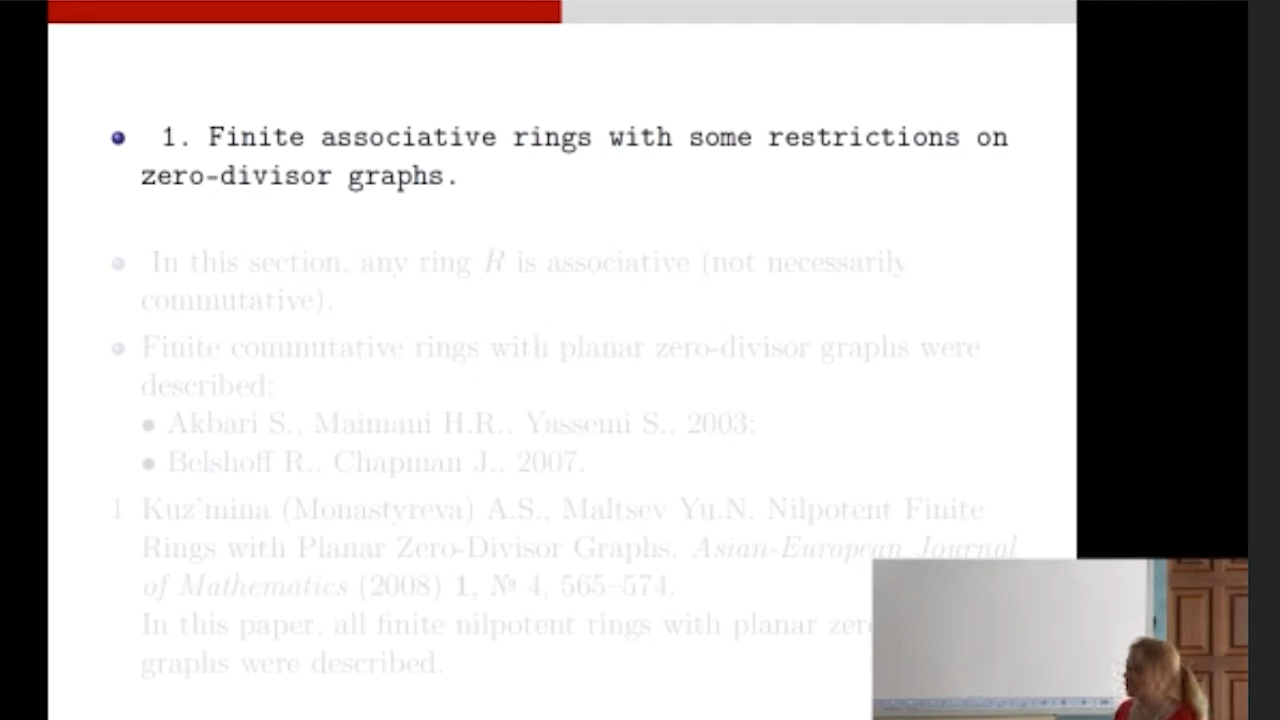 1. Finite associative rings with some restrictions on
zero-divisor graphs.
In this section, any ring R is associative (not necessarily
commutative).
Finite commutative rings with planar zero-divisor graphs were
described:
Akbari S., Maimani H.R., Yassemi S., 2003;
Belshoff R., Chapman J., 2007.
1 Kuz'mina (Monastyreva) A.S., Maltsev Yu.N. Nilpotent Finite
Rings with Planar Zero-Divisor Graphs. Asian-European Journal
of Mathematics (2008) 1, № 4, 565–574.
In this paper, all finite nilpotent rings with planar zero
graphs were described.